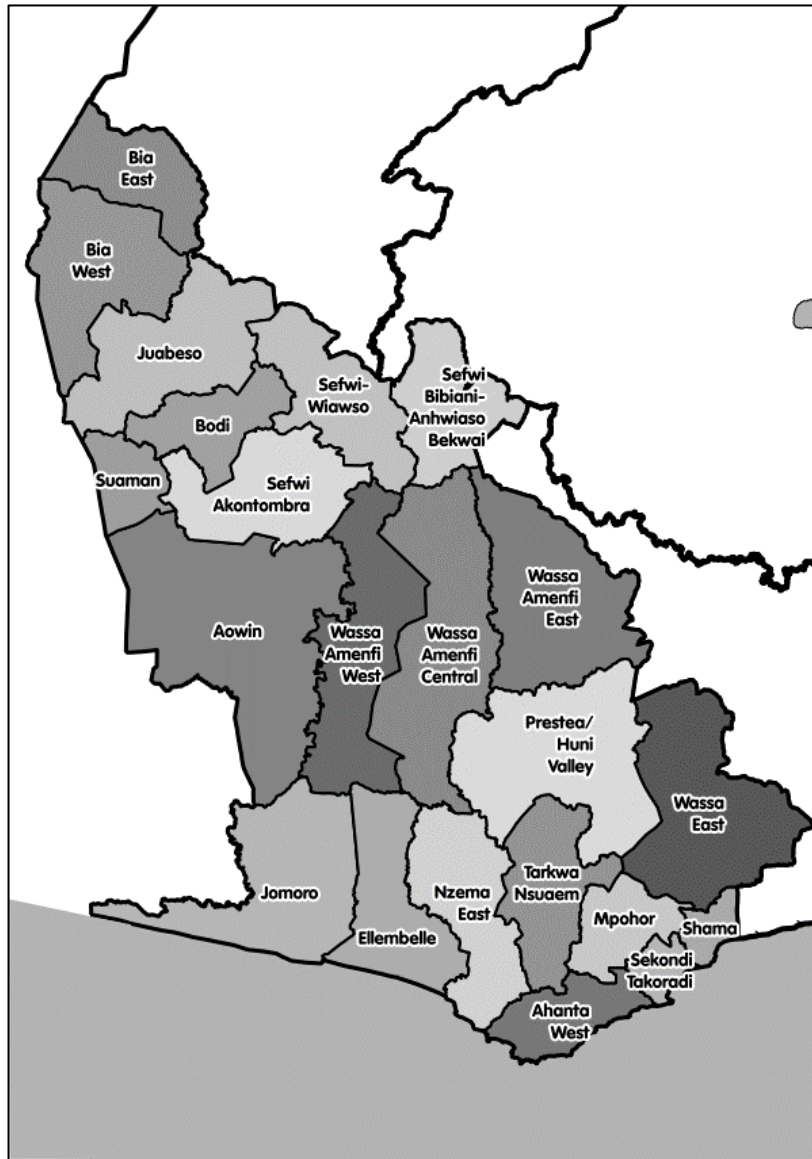 Bia
East
Bia
West
Juabeso
Sefwi-
Wiawso
Sefwi
Bibiani-
Anhwiaso
Bekwai
Bodi
Suaman
Sefwi
Akontombra
Aowin
Wassa
Amenfi
West
Wassa
Amenfi
Central
Wassa
Amenfi
East
Prestea/
Huni
Valley
Wassa
East
Jomoro
Ellembelle
Nzema
East
Tarkwa
Nsuaem
Mpohor
Shama
Sekondi
Takoradi
Ahanta
West